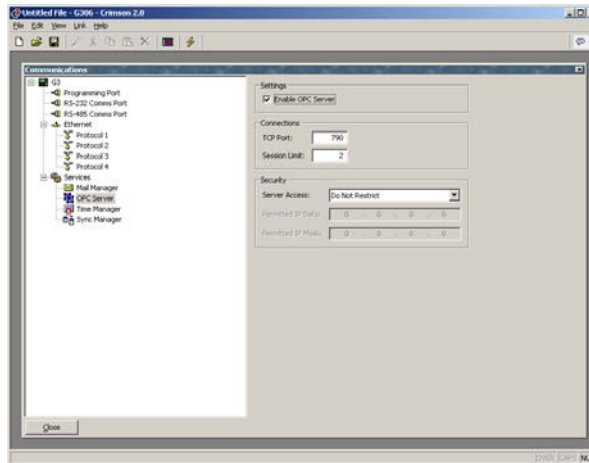 Untitled File - G306 - Crimson 2.0
File Edit View Link Help
Communications
G3
Programming Port
RS-232 Comms Port
RS-485 Comms Port
Ethernet
Protocol 1
Protocol 2
Protocol 3
Protocol 4
Services
Mail Manager
OPC Server
Time Manager
Sync Manager
Settings
Enable OPC Server
Connections
TCP Port: 790
Session Limit: 2
Security
Server Access: Do Not Restrict
Permitted IP Data: 0 . 0 . 0 . 0
Permitted IP Mask: 0 . 0 . 0 . 0
Close
OVER CAPS NU